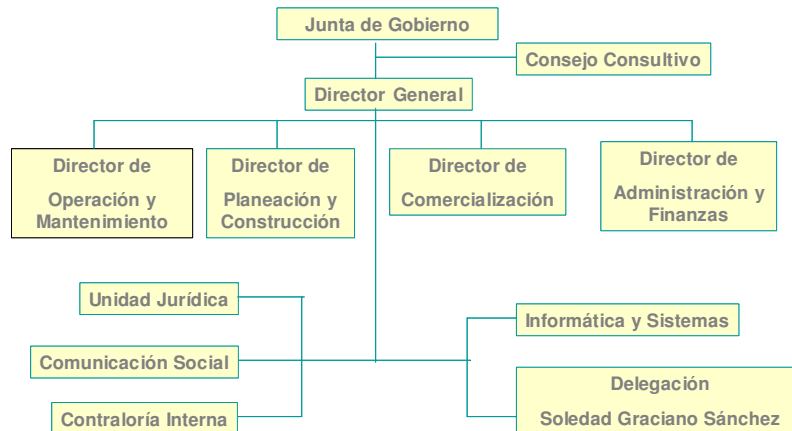 Junta de Gobierno
Consejo Consultivo
Director General
Director de
Operación y
Mantenimiento
Director de
Planeación y
Construcción
Director de
Comercialización
Director de
Administración y
Finanzas
Unidad Jurídica
Comunicación Social
Contraloría Interna
Informática y Sistemas
Delegación
Soledad Graciano Sánchez